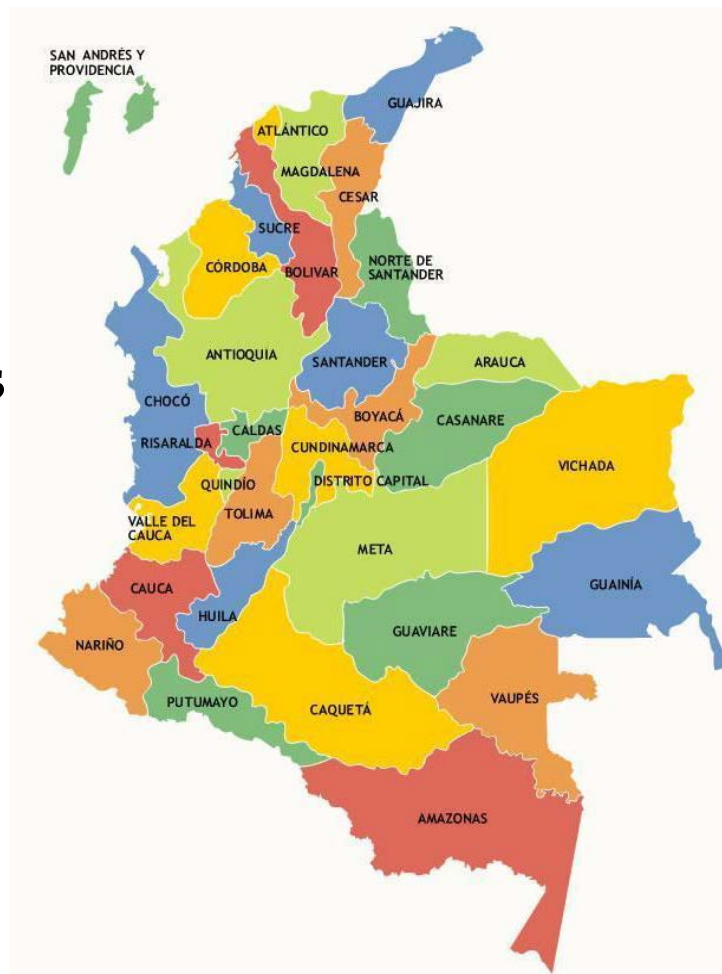 SAN ANDRÉS Y
PROVIDENCIA
GUAJIRA
ATLÁNTICO
MAGDALENA
CESAR
SUCRE
NORTE DE
SANTANDER
CÓRDOBA
BOLIVAR
ANTIOQUIA
SANTANDER
ARAUCA
CHOCÓ
BOYACÁ
CASANARE
RISARALDA
CALDAS
CUNDINAMARCA
VICHADA
QUINDÍO
DISTRITO CAPITAL
TOLIMA
VALLE DEL
CAUCA
META
CAUCA
GUAINÍA
HUILA
GUAVIARE
NARIÑO
PUTUMAYO
CAQUETÁ
VAUPÉS
AMAZONAS